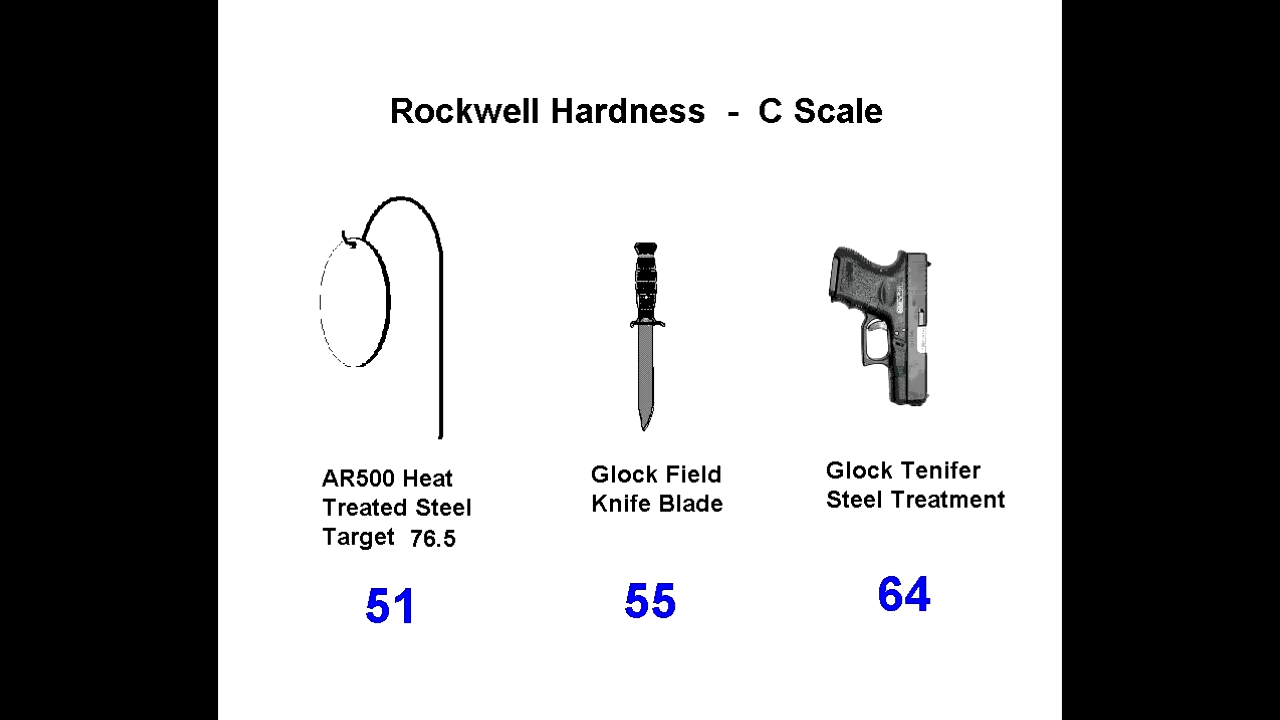 Rockwell Hardness - C Scale
AR500 Heat
Treated Steel
Target 76.5
51
Glock Field
Knife Blade
55
Glock Tenifer
Steel Treatment
64